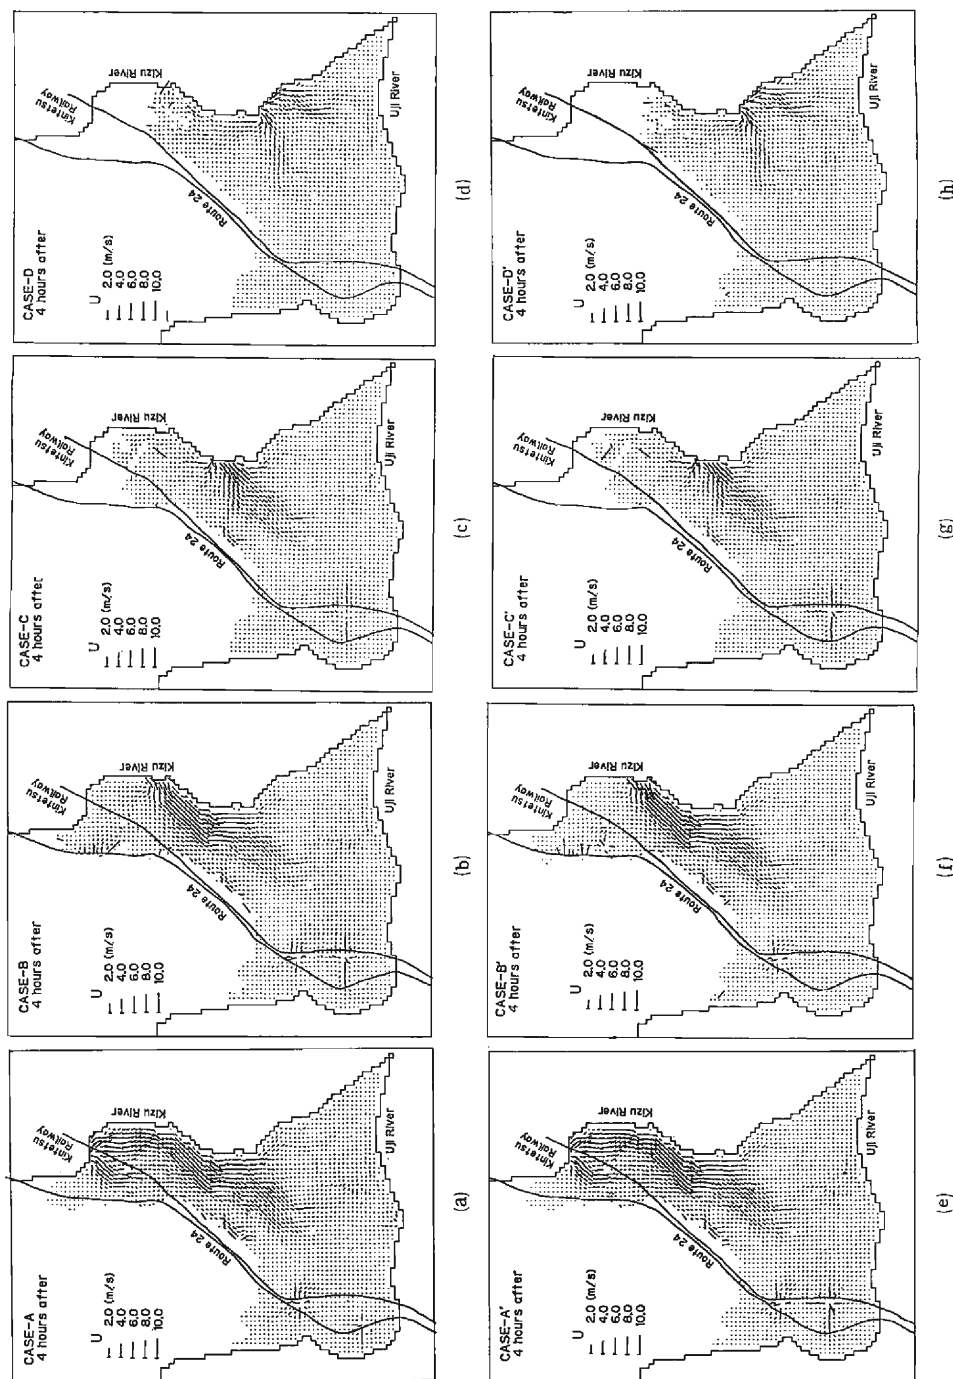 CASE-A
4 hours after
U
2.0 (m/s)
4.0
6.0
8.0
10.0
Kintetsu
Railway
Kizu River
Route 24
Uji River
(a)
CASE-B
4 hours after
U
2.0 (m/s)
4.0
6.0
8.0
10.0
Kintetsu
Railway
Kizu River
Route 24
Uji River
(b)
CASE-C
4 hours after
U
2.0 (m/s)
4.0
6.0
8.0
10.0
Kintetsu
Railway
Kizu River
Route 24
Uji River
(c)
CASE-D
4 hours after
U
2.0 (m/s)
4.0
6.0
8.0
10.0
Kintetsu
Railway
Kizu River
Route 24
Uji River
(d)
CASE-A'
4 hours after
U
2.0 (m/s)
4.0
6.0
8.0
10.0
Kintetsu
Railway
Kizu River
Route 24
Uji River
(e)
CASE-B'
4 hours after
U
2.0 (m/s)
4.0
6.0
8.0
10.0
Kintetsu
Railway
Kizu River
Route 24
Uji River
(f)
CASE-C'
4 hours after
U
2.0 (m/s)
4.0
6.0
8.0
10.0
Kintetsu
Railway
Kizu River
Route 24
Uji River
(g)
CASE-D'
4 hours after
U
2.0 (m/s)
4.0
6.0
8.0
10.0
Kintetsu
Railway
Kizu River
Route 24
Uji River
(h)